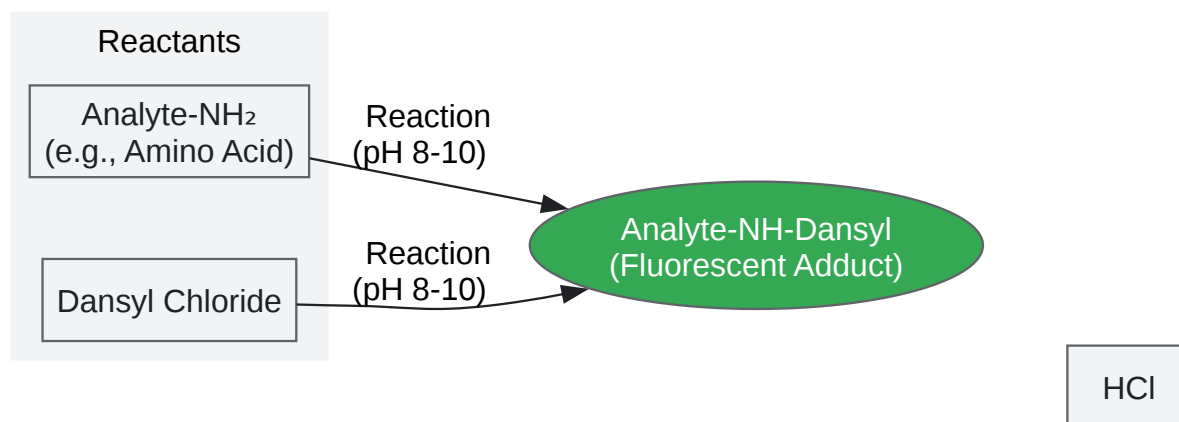 Reactants
Analyte-NH₂
(e.g., Amino Acid)
Reaction
(pH 8-10)
Analyte-NH-Dansyl
(Fluorescent Adduct)
Reaction
(pH 8-10)
Dansyl Chloride
HCl